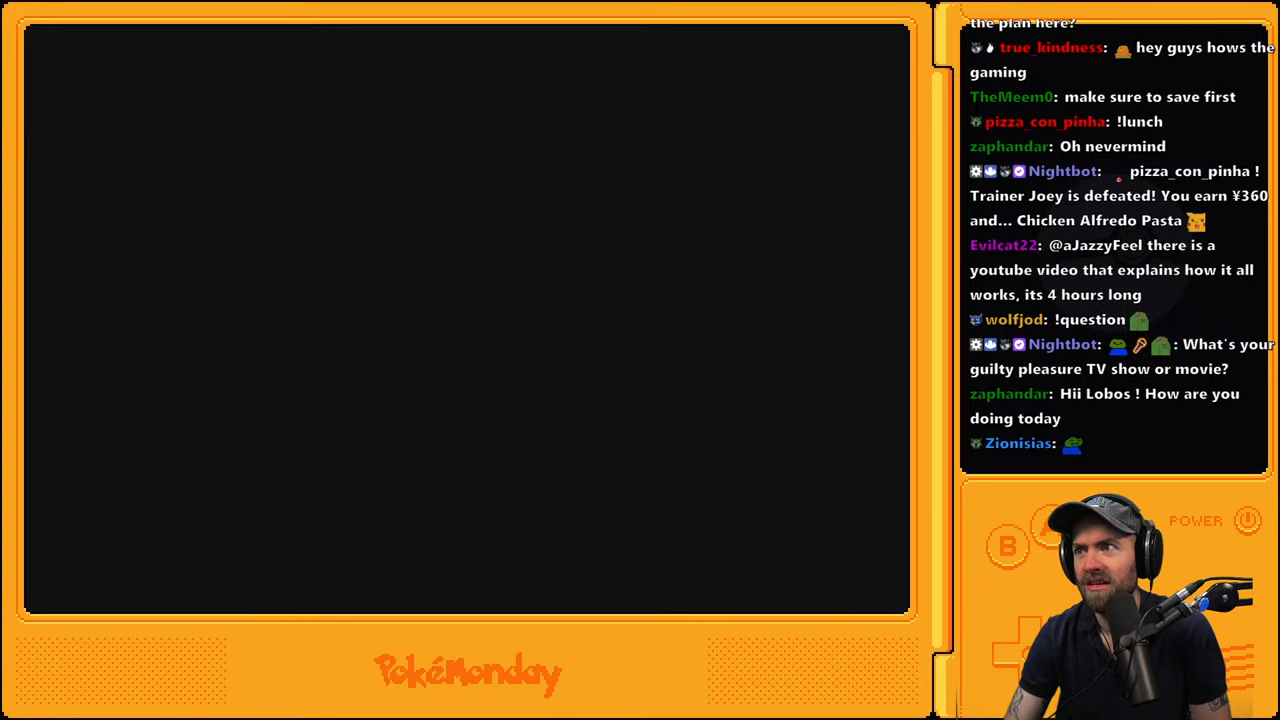 the plan here?
true_kindness: hey guys hows the
gaming
TheMeem0: make sure to save first
pizza_con_pinha: !lunch
zaphandar: Oh nevermind
Nightbot: pizza_con_pinha !
Trainer Joey is defeated! You earn ¥360
and... Chicken Alfredo Pasta
Evilcat22: @aJazzyFeel there is a
youtube video that explains how it all
works, its 4 hours long
wolfjod: !question
Nightbot: : What's your
guilty pleasure TV show or movie?
zaphandar: Hii Lobos ! How are you
doing today
Zionisias:
B
A
POWER
PokéMonday